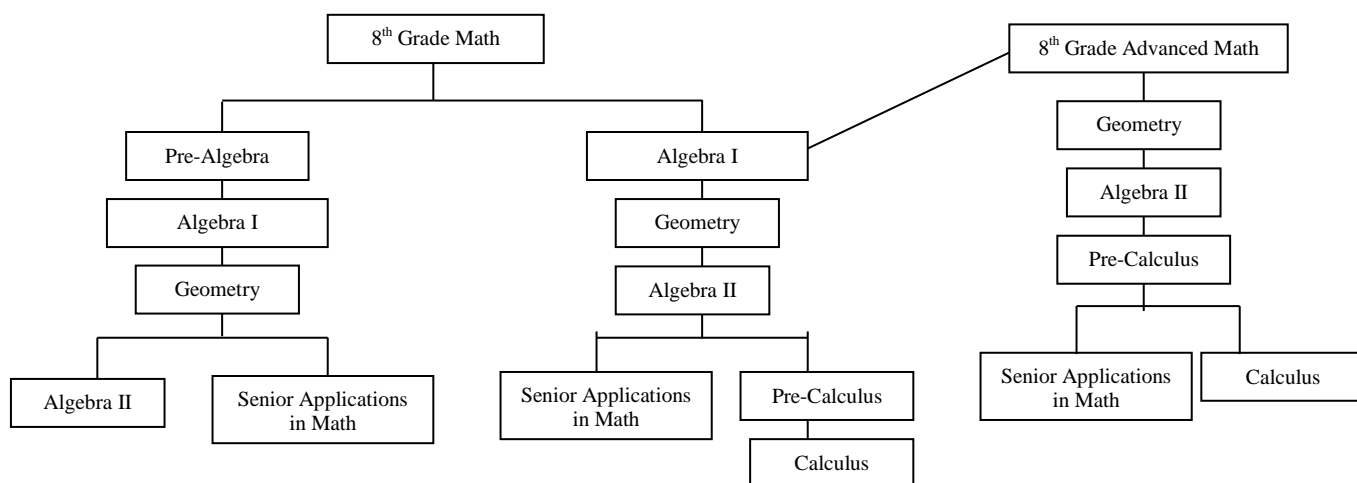 8th Grade Math
8th Grade Advanced Math
Geometry
Pre-Algebra
Algebra I
Algebra II
Algebra I
Geometry
Pre-Calculus
Geometry
Algebra II
Senior Applications
in Math
Calculus
Algebra II
Senior Applications
in Math
Senior Applications
in Math
Pre-Calculus
Calculus